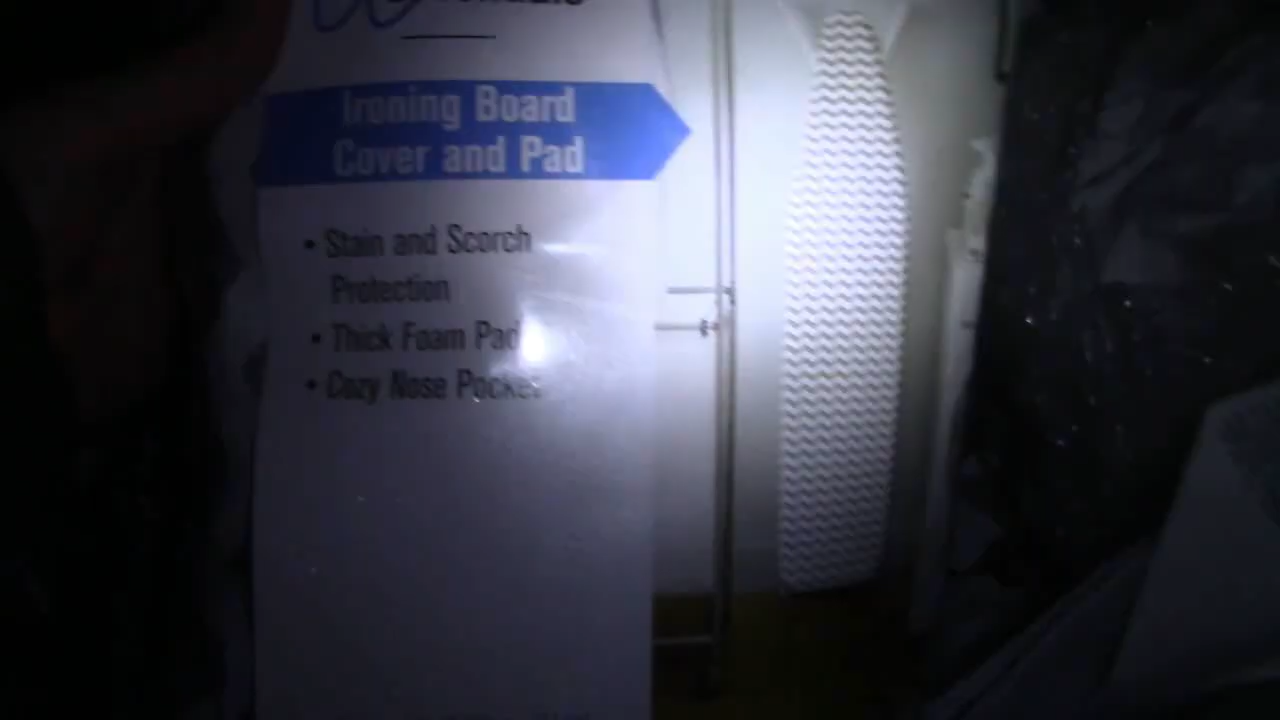 Ironing Board
Cover and Pad
• Stain and Scorch
Protection
• Thick Foam Pad
• Cozy Nose Pocket